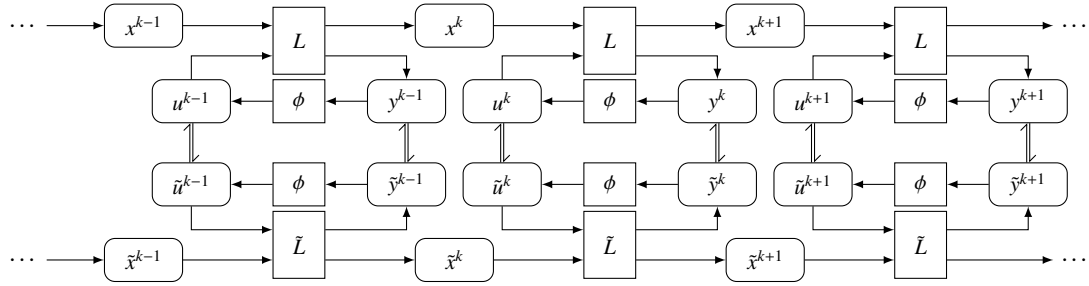 ⋯ x^{k−1} L x^k L x^{k+1} L ⋯
u^{k−1} ϕ y^{k−1} u^k ϕ y^k u^{k+1} ϕ y^{k+1}
ũ^{k−1} ϕ ỹ^{k−1} ũ^k ϕ ỹ^k ũ^{k+1} ϕ ỹ^{k+1}
⋯ x̃^{k−1} L̃ x̃^k L̃ x̃^{k+1} L̃ ⋯